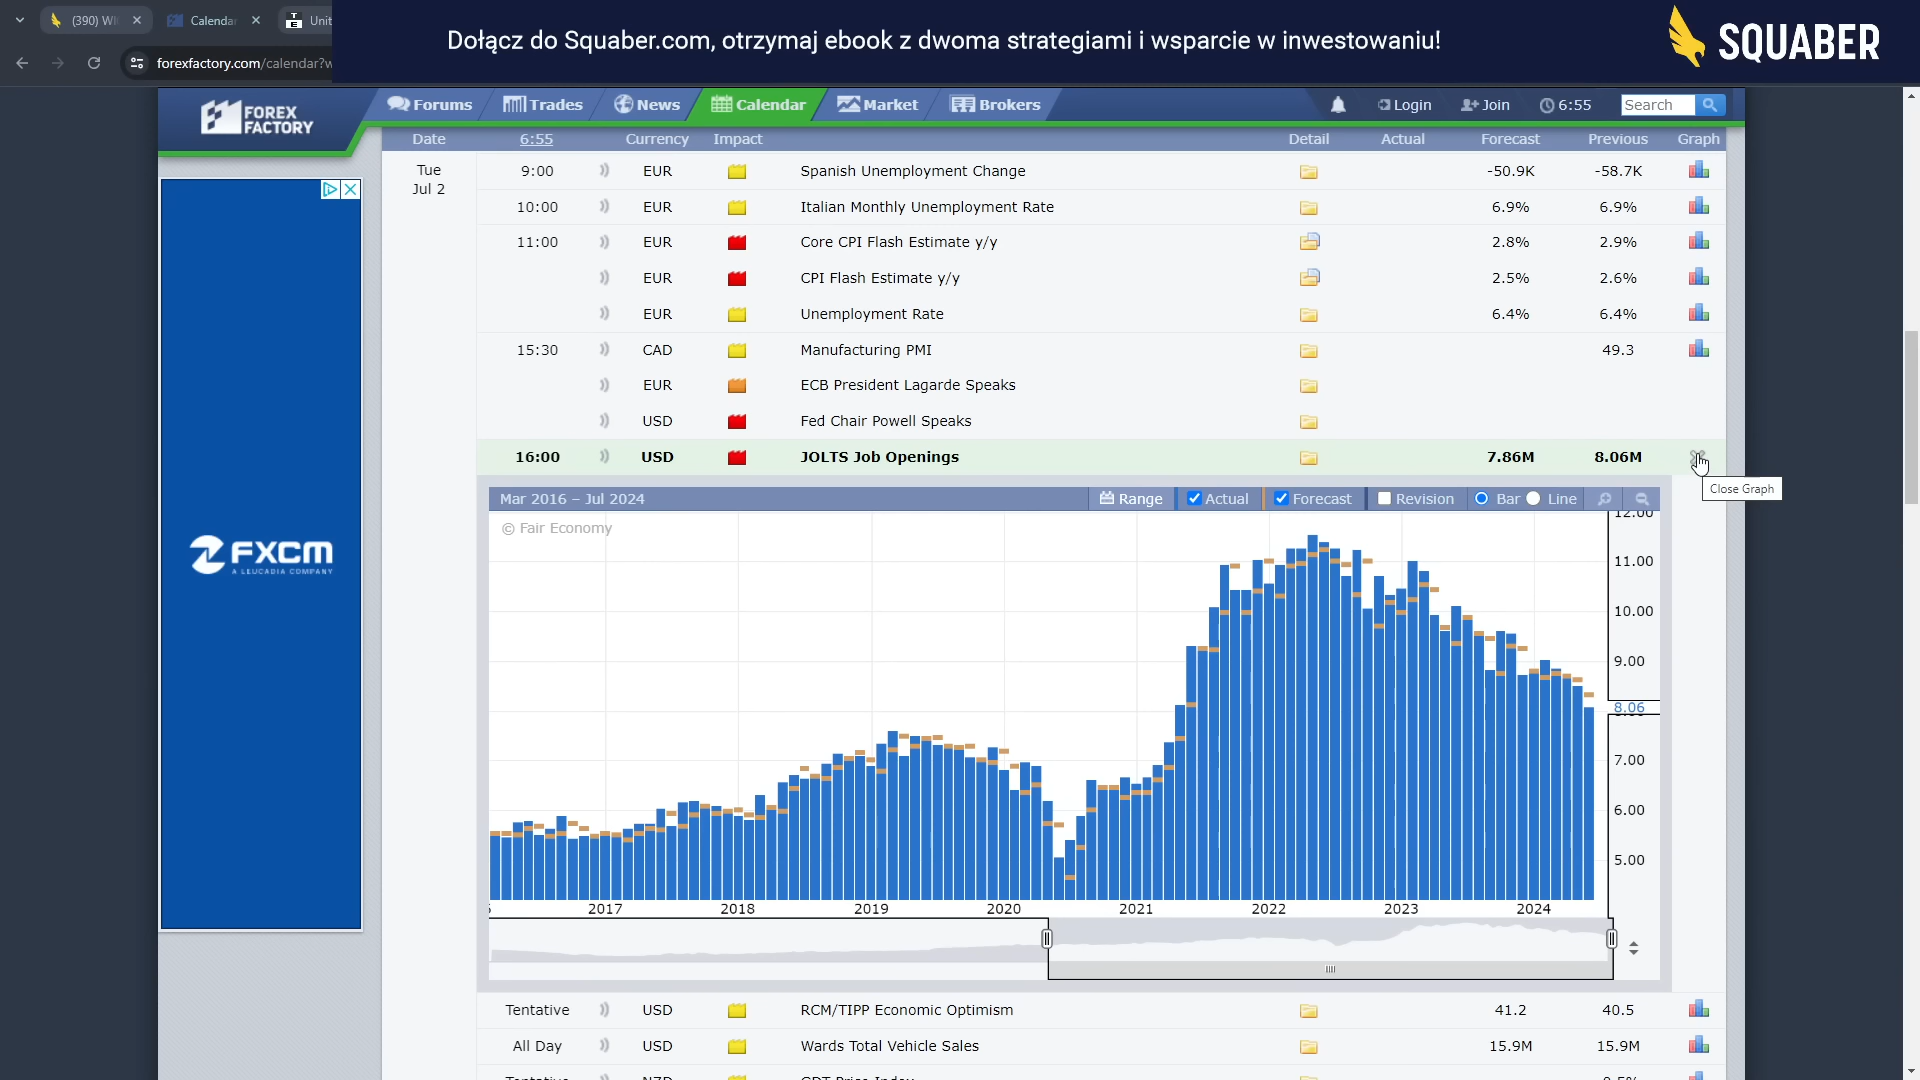 (390) Wi
Calenda
Unit
Dołącz do Squaber.com, otrzymaj ebook z dwoma strategiami i wsparcie w inwestowaniu!
SQUABER
forexfactory.com/calendar?w
FOREX FACTORY
Forums Trades News Calendar Market Brokers Login Join 6:55 Search
Date 6:55 Currency Impact Detail Actual Forecast Previous Graph
Tue Jul 2
9:00 EUR Spanish Unemployment Change -50.9K -58.7K
10:00 EUR Italian Monthly Unemployment Rate 6.9% 6.9%
11:00 EUR Core CPI Flash Estimate y/y 2.8% 2.9%
EUR CPI Flash Estimate y/y 2.5% 2.6%
EUR Unemployment Rate 6.4% 6.4%
15:30 CAD Manufacturing PMI 49.3
EUR ECB President Lagarde Speaks
USD Fed Chair Powell Speaks
16:00 USD JOLTS Job Openings 7.86M 8.06M
Close Graph
Mar 2016 – Jul 2024 Range Actual Forecast Revision Bar Line
© Fair Economy
12.00
11.00
10.00
9.00
8.06
7.00
6.00
5.00
2017 2018 2019 2020 2021 2022 2023 2024
FXCM
A LEUCADIA COMPANY
Tentative USD RCM/TIPP Economic Optimism 41.2 40.5
All Day USD Wards Total Vehicle Sales 15.9M 15.9M